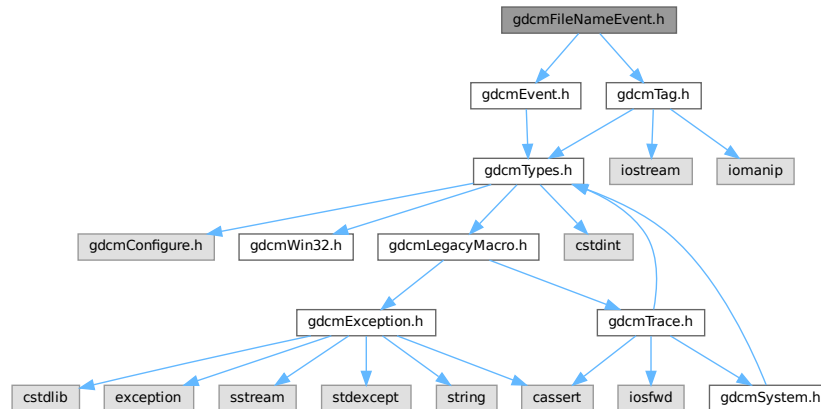 gdcmFileNameEvent.h
gdcmEvent.h
gdcmTag.h
gdcmTypes.h
iostream
iomanip
gdcmConfigure.h
gdcmWin32.h
gdcmLegacyMacro.h
cstdint
gdcmException.h
gdcmTrace.h
cstdlib
exception
sstream
stdexcept
string
cassert
iosfwd
gdcmSystem.h